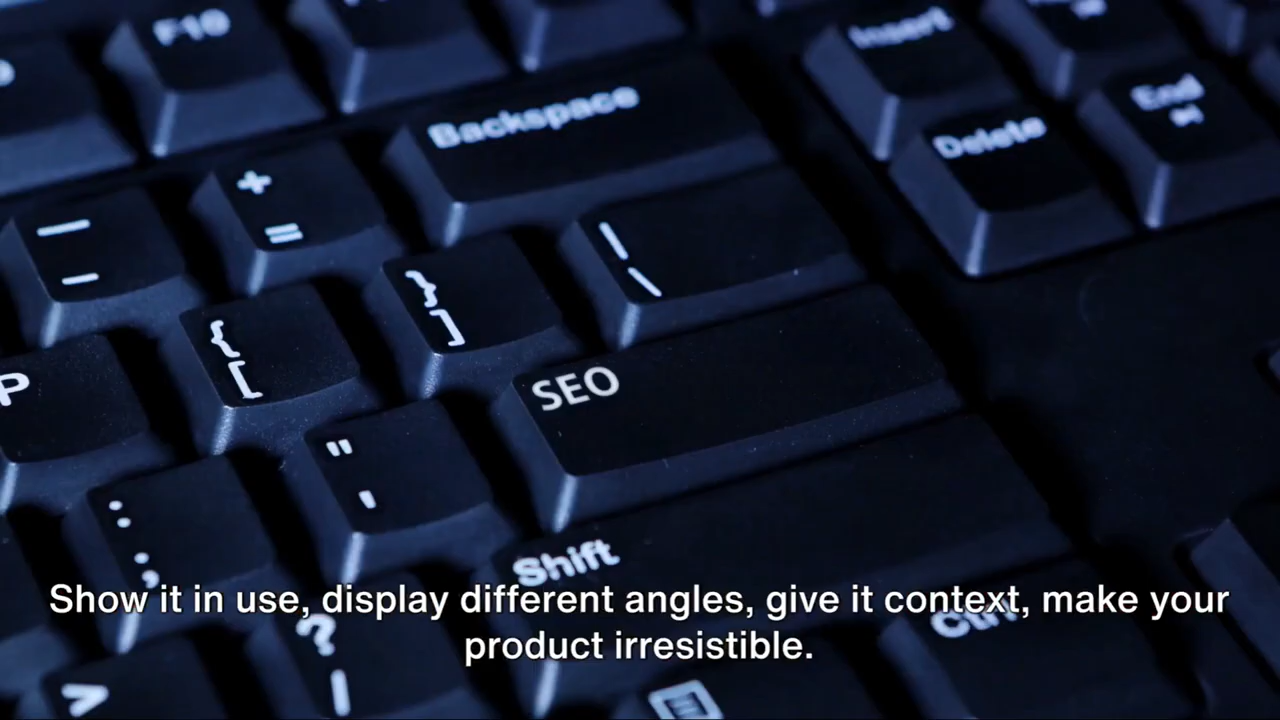 F10
Insert
End
Backspace
Delete
+
=
—
–
}
]
|
\
{
[
P
SEO
"
'
:
;
Shift
Show it in use, display different angles, give it context, make your
product irresistible.
Ctrl
?
/
>